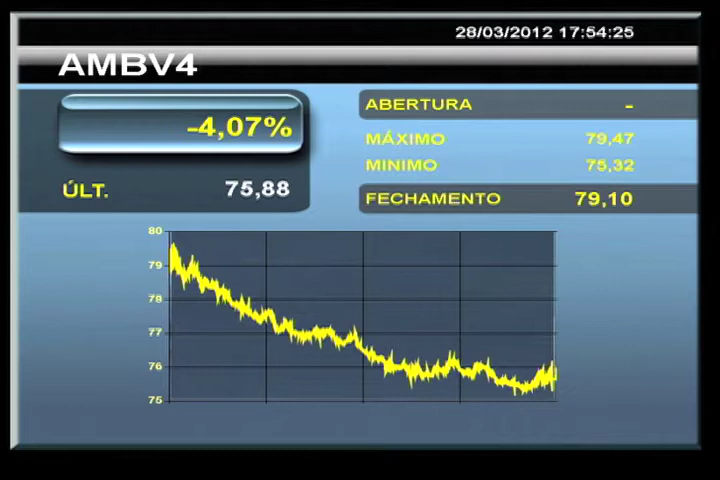 28/03/2012 17:54:25
AMBV4
-4,07%
ÚLT. 75,88
ABERTURA -
MÁXIMO 79,47
MINIMO 75,32
FECHAMENTO 79,10
80
79
78
77
76
75